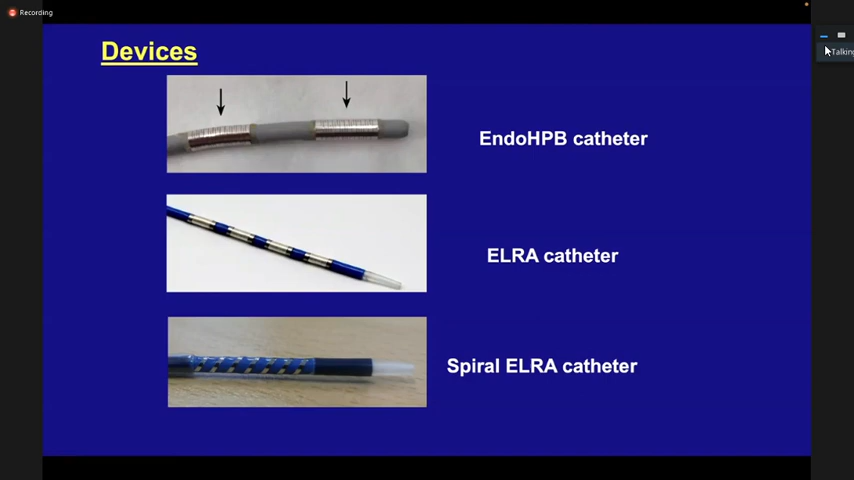 Recording
Devices
Talking
EndoHPB catheter
ELRA catheter
Spiral ELRA catheter